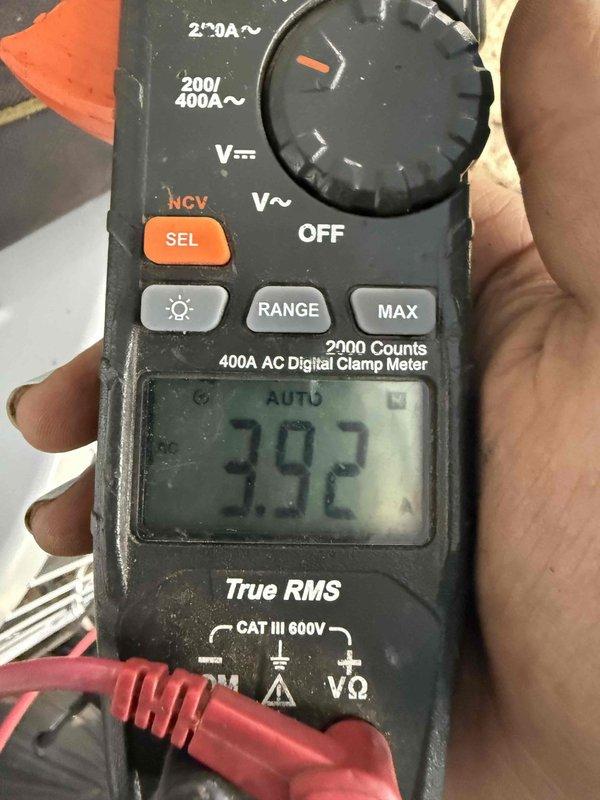 200/
400A~
V⎓
V~
OFF
NCV
SEL
RANGE
MAX
2000 Counts
400A AC Digital Clamp Meter
AUTO
AC
3.92
A
True RMS
CAT III 600V
VΩ